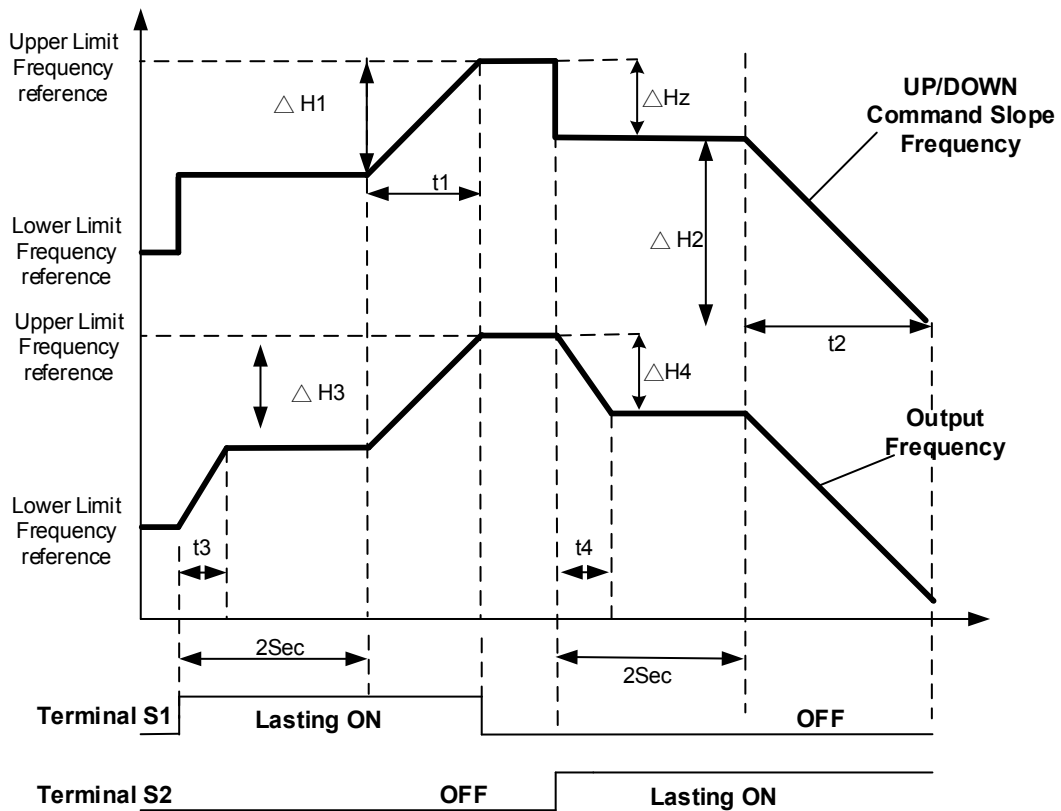 Upper Limit
Frequency
reference
△ H1
△Hz
UP/DOWN
Command Slope
Frequency
t1
Lower Limit
Frequency
reference
△ H2
Upper Limit
Frequency
reference
t2
△ H3
△H4
Output
Frequency
Lower Limit
Frequency
reference
t3
t4
2Sec
2Sec
Terminal S1
Lasting ON
OFF
Terminal S2
OFF
Lasting ON